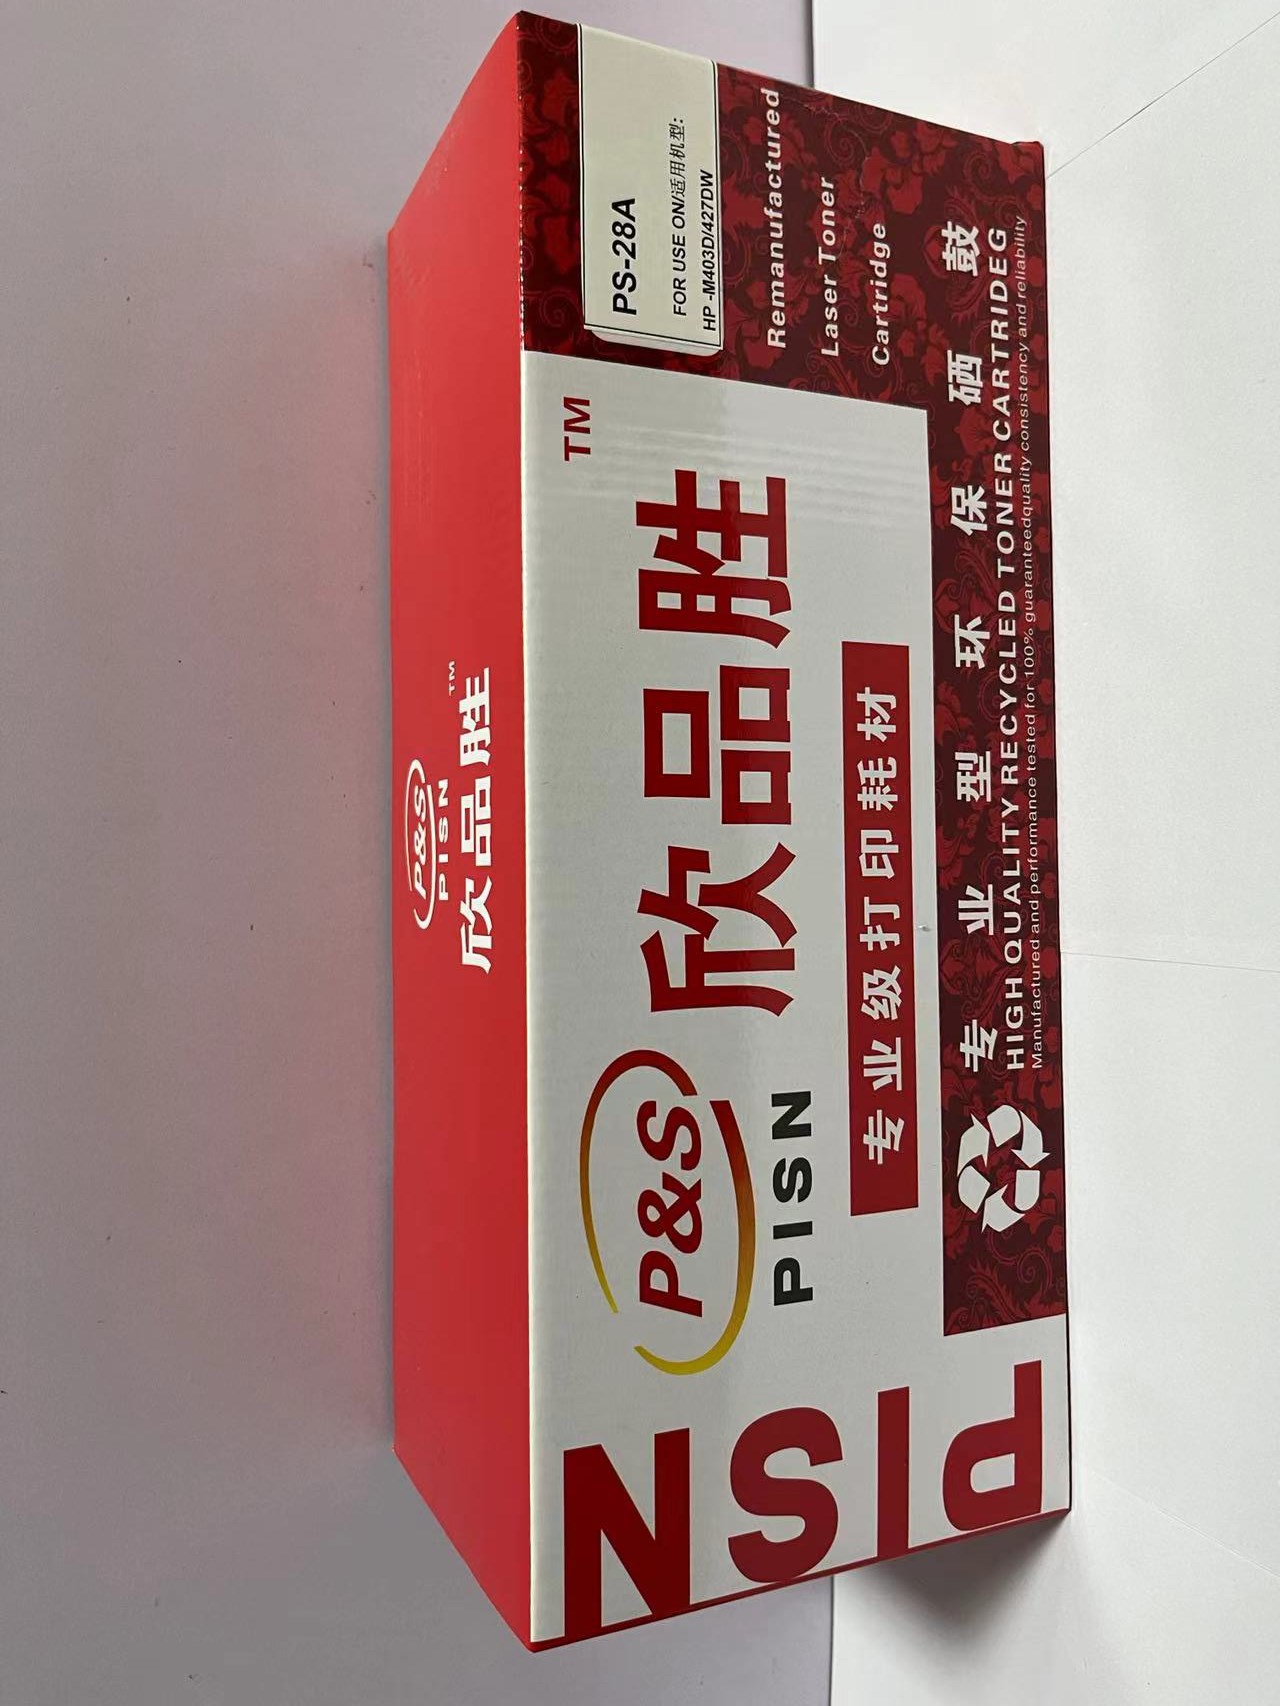 P&S
PISN
欣品胜
TM
PS-28A
FOR USE ON/适用机型:
HP -M403D/427DW
Remanufactured
Laser Toner
Cartridge
TM
P&S
PISN
欣品胜
专业级打印耗材
专业型环保硒鼓
HIGH QUALITY RECYCLED TONER CARTRIDEG
Manufactured and performance tested for 100% guaranteedquality consistency and reliability
PISN